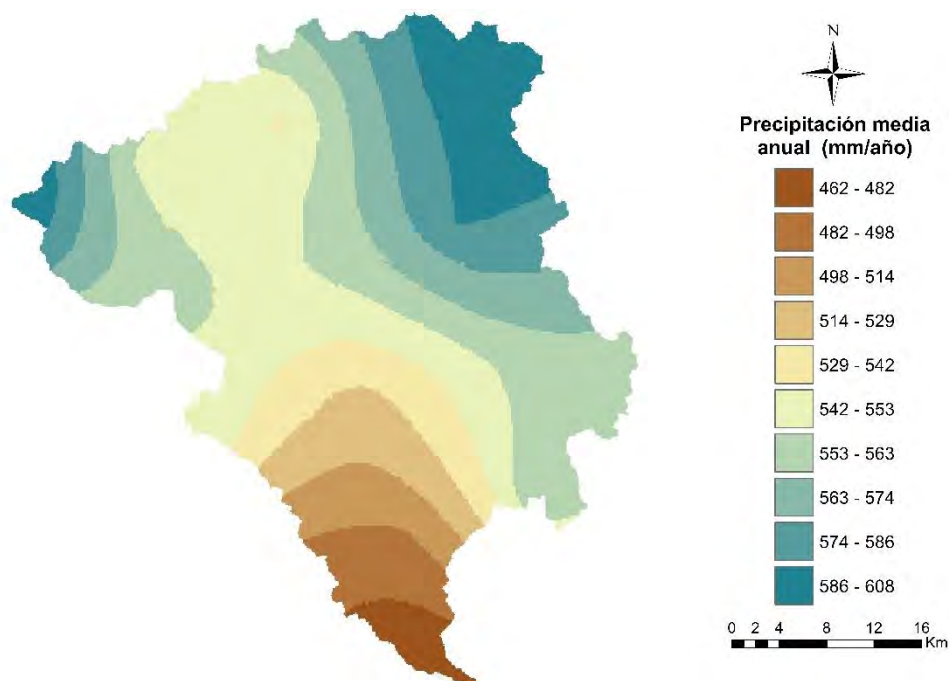 N
Precipitación media
anual (mm/año)
462 - 482
482 - 498
498 - 514
514 - 529
529 - 542
542 - 553
553 - 563
563 - 574
574 - 586
586 - 608
0 2 4 8 12 16
Km